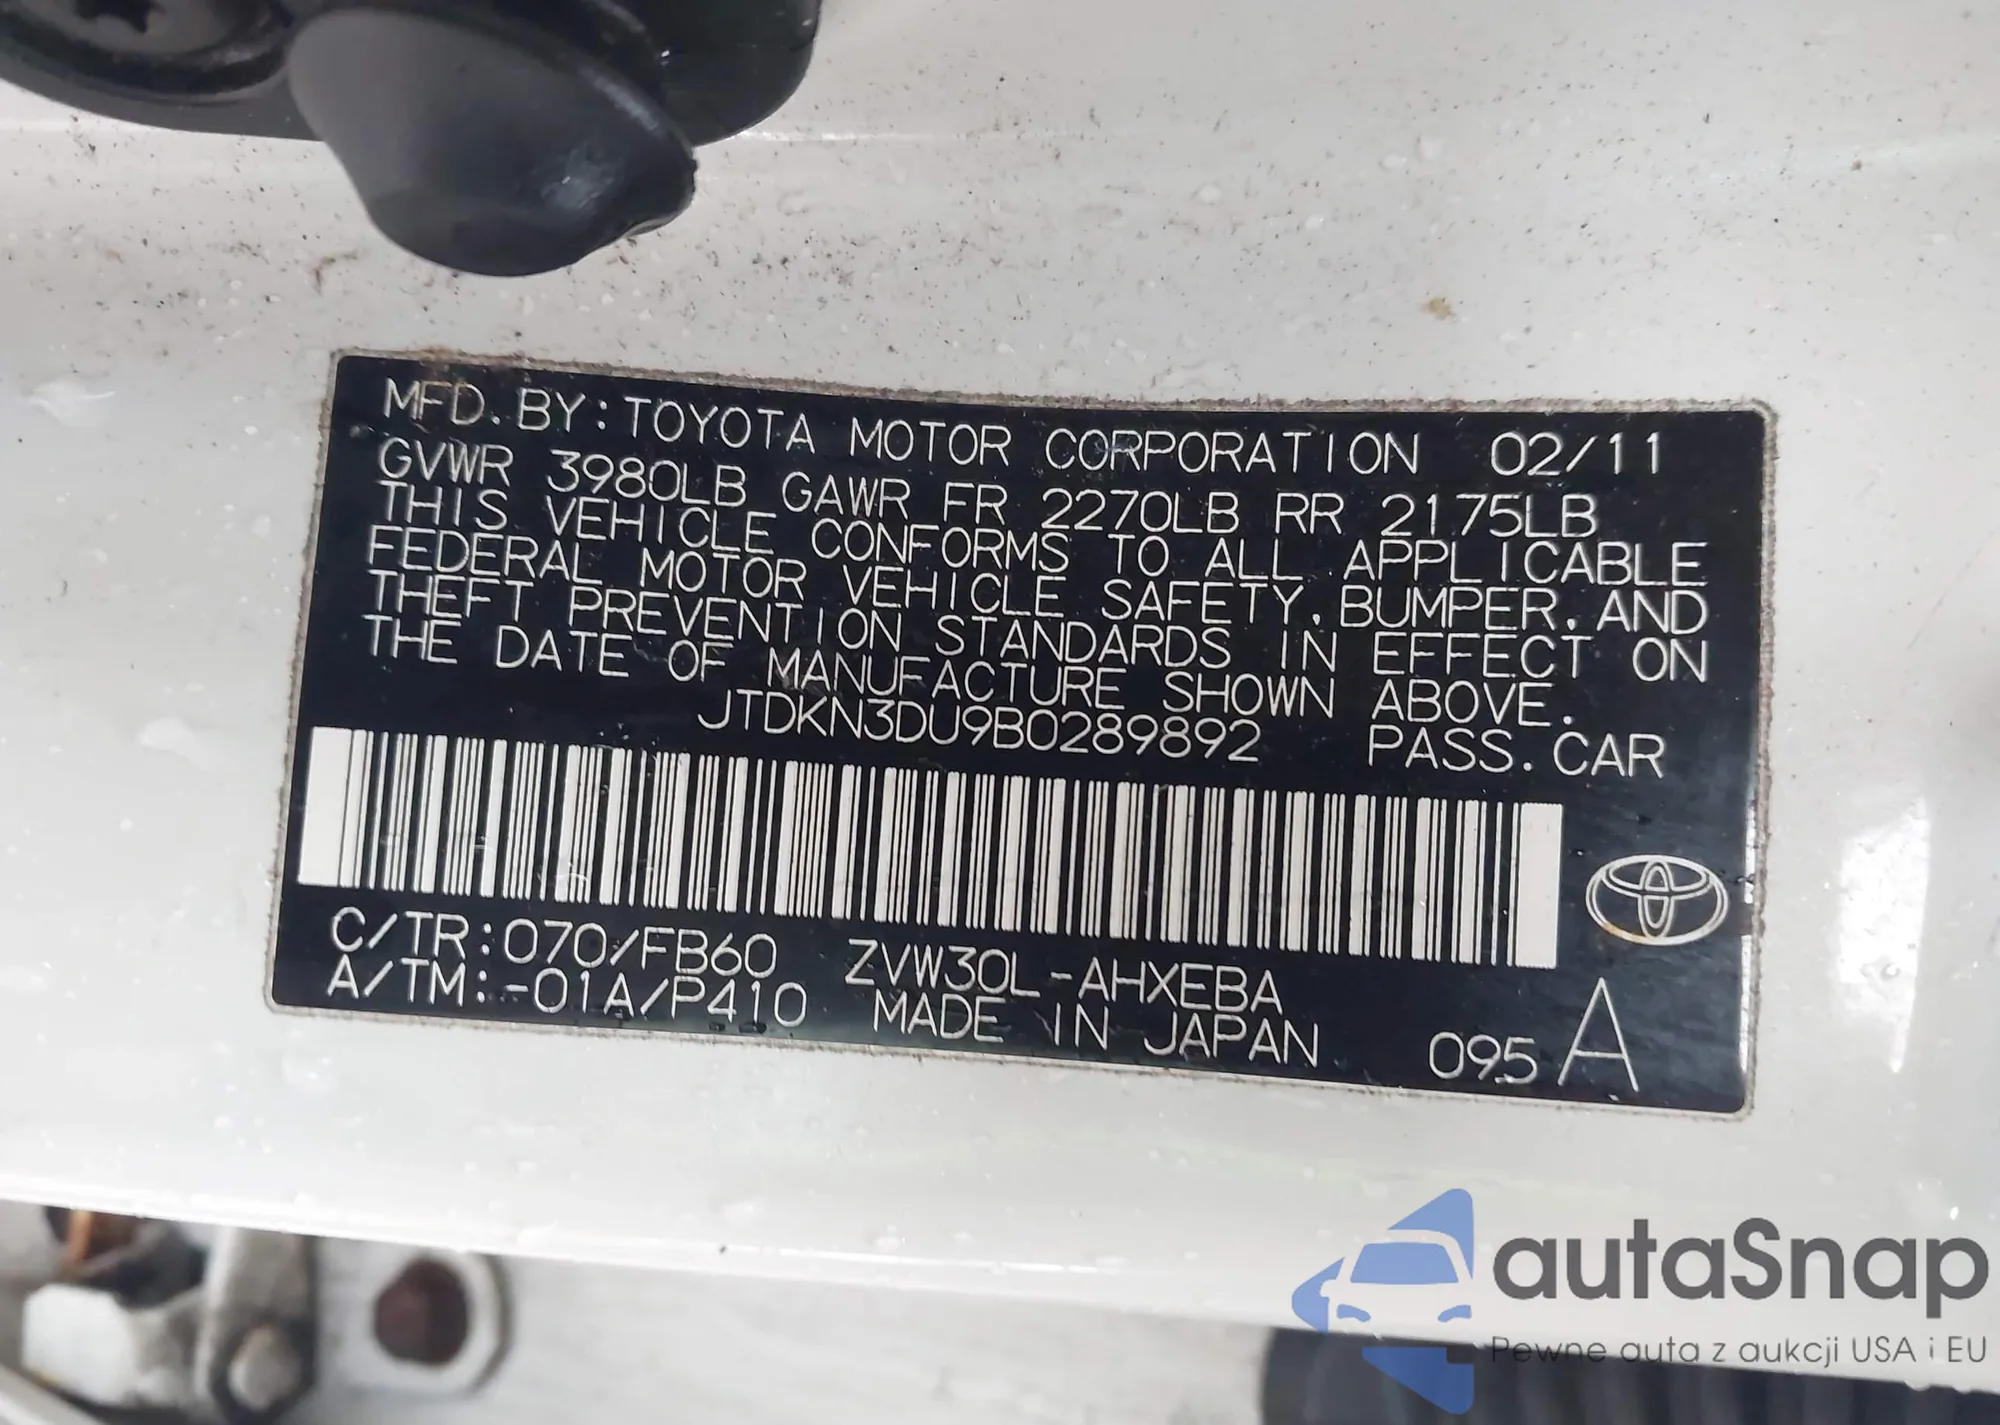 MFD. BY: TOYOTA MOTOR CORPORATION 02/11
GVWR 3980LB GAWR FR 2270LB RR 2175LB
THIS VEHICLE CONFORMS TO ALL APPLICABLE
FEDERAL MOTOR VEHICLE SAFETY, BUMPER, AND
THEFT PREVENTION STANDARDS IN EFFECT ON
THE DATE OF MANUFACTURE SHOWN ABOVE.
JTDKN3DU9B0289892 PASS. CAR
C/TR: 070/FB60 ZVW30L-AHXEBA
A/TM: -01A/P410 MADE IN JAPAN 095 A
autaSnap
Pewne auta z aukcji USA i EU